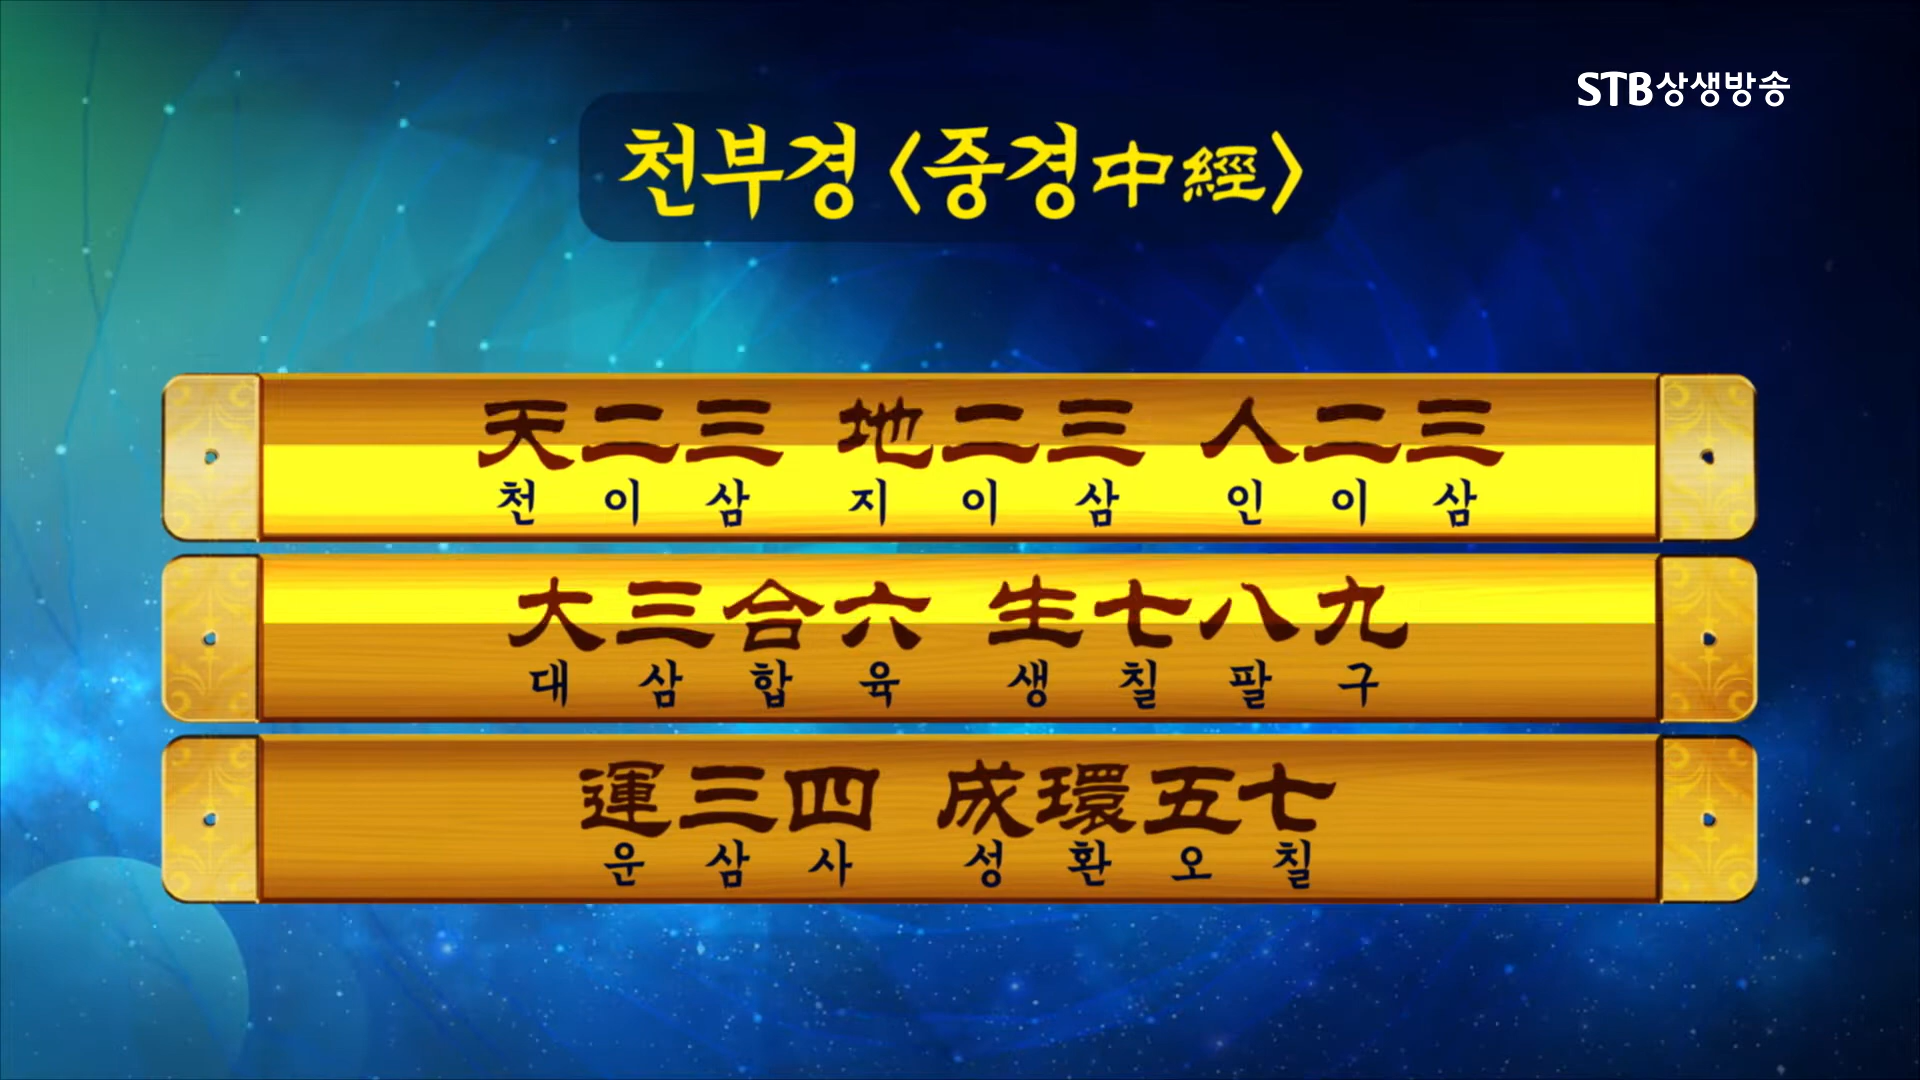 STB상생방송
천부경〈중경中經〉
天二三 地二三 人二三
천 이 삼 지 이 삼 인 이 삼
大三合六 生七八九
대 삼 합 육 생 칠 팔 구
運三四 成環五七
운 삼 사 성 환 오 칠